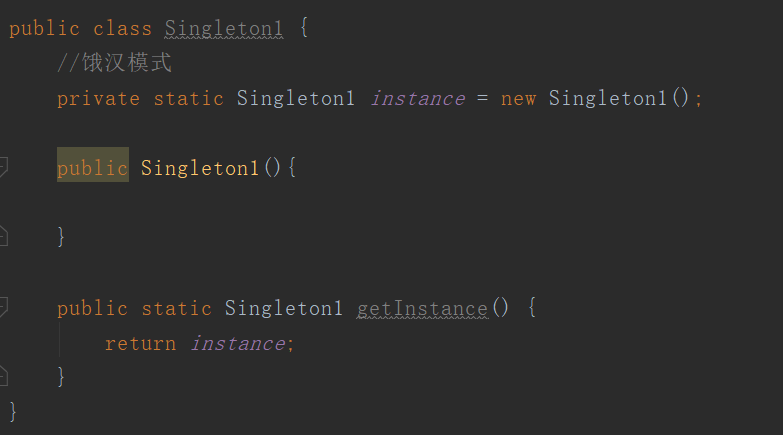 public class Singleton1 {
//饿汉模式
private static Singleton1 instance = new Singleton1();
public Singleton1(){
}
public static Singleton1 getInstance() {
return instance;
}
}